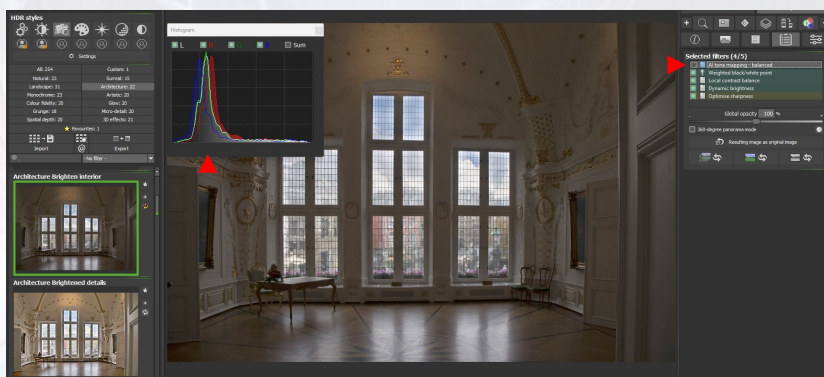 HDR styles
Settings
All: 254
Custom: 1
Natural: 23
Surreal: 15
Landscape: 31
Architecture: 22
Monochrome: 23
Artistic: 20
Colour fidelity: 20
Glow: 20
Grunge: 18
Micro-detail: 20
Spatial depth: 20
3D effects: 21
Favourites: 1
Import
@
Export
- No filter -
Architecture Brighten interior
Architecture Brightened details
Histogram
L
R
G
B
Sum
Selected filters (4/5)
AI tone mapping - balanced
Weighted black/white point
Local contrast balance
Dynamic brightness
Optimise sharpness
Global opacity 100 %
360-degree panorama mode
Resulting image as original image